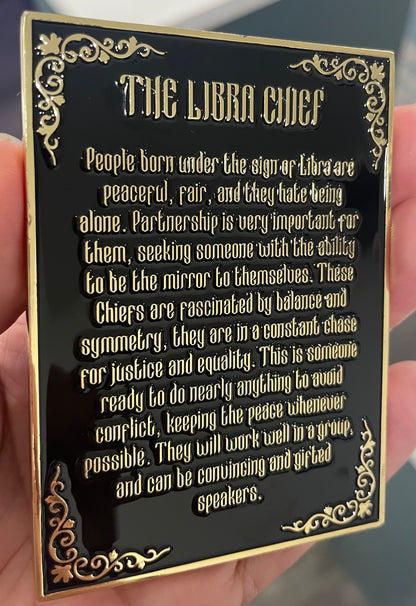 THE LIBRA CHIEF
People born under the sign of Libra are
peaceful, fair, and they hate being
alone. Partnership is very important for
them, seeking someone with the ability
to be the mirror to themselves. These
Chiefs are fascinated by balance and
symmetry, they are in a constant chase
for justice and equality. This is someone
ready to do nearly anything to avoid
conflict, keeping the peace whenever
possible. They will work well in a group,
and can be convincing and gifted
speakers.